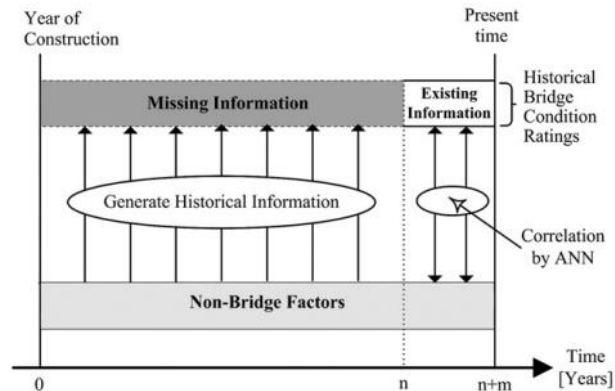 Year of
Construction
Present
time
Missing Information
Existing
Information
Historical
Bridge
Condition
Ratings
Generate Historical Information
Correlation
by ANN
Non-Bridge Factors
0
n
n+m
Time
[Years]